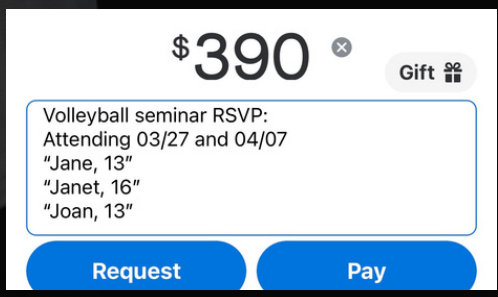 $390
Gift
Volleyball seminar RSVP:
Attending 03/27 and 04/07
“Jane, 13”
“Janet, 16”
“Joan, 13”
Request
Pay